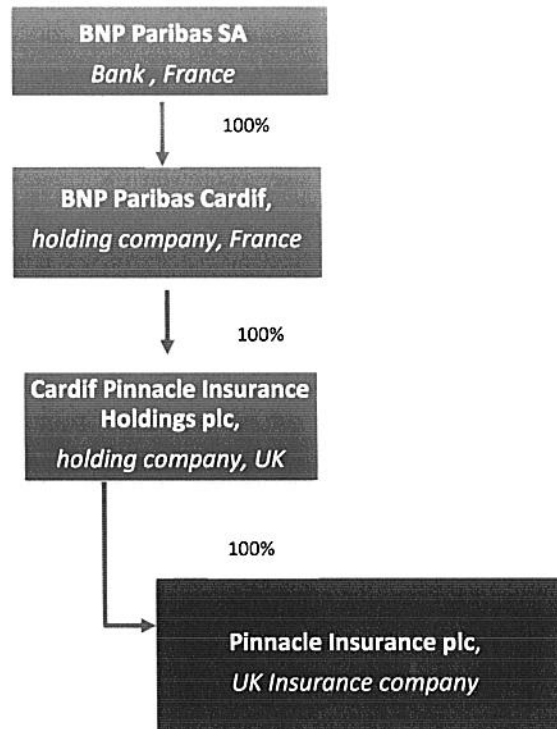 BNP Paribas SA
Bank , France
100%
BNP Paribas Cardif,
holding company, France
100%
Cardif Pinnacle Insurance
Holdings plc,
holding company, UK
100%
Pinnacle Insurance plc,
UK Insurance company